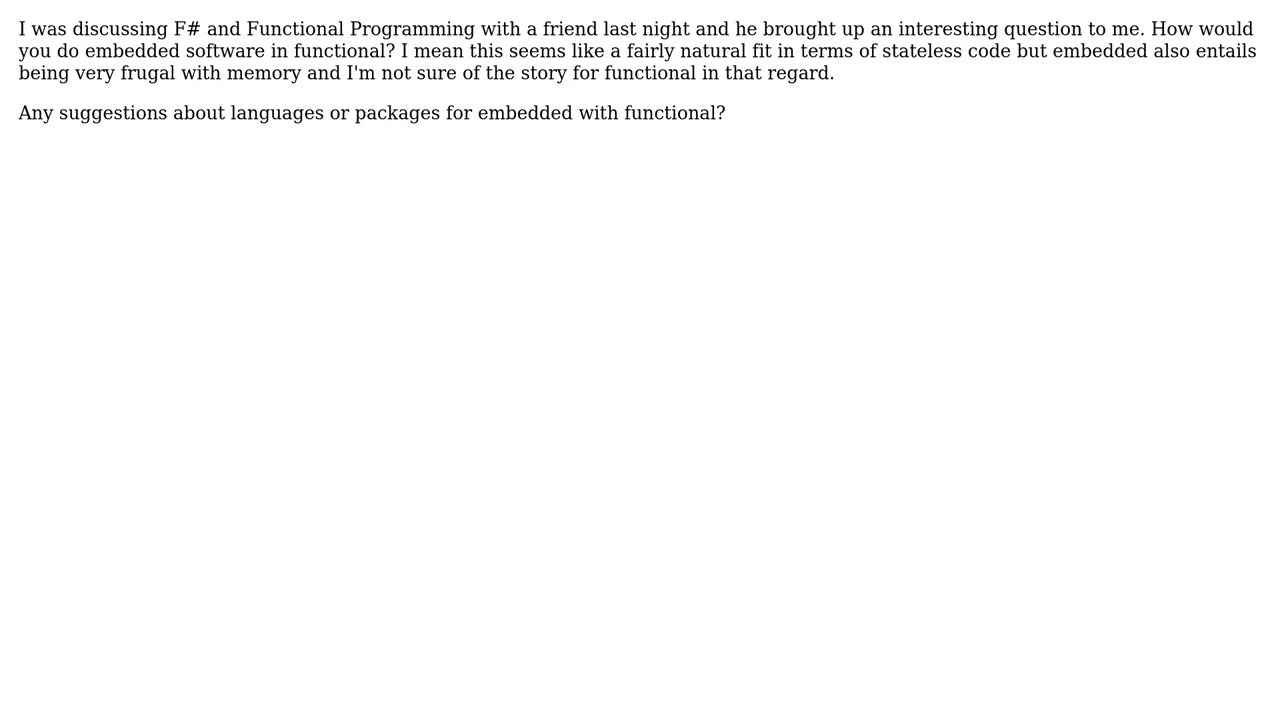 I was discussing F# and Functional Programming with a friend last night and he brought up an interesting question to me. How would
you do embedded software in functional? I mean this seems like a fairly natural fit in terms of stateless code but embedded also entails
being very frugal with memory and I'm not sure of the story for functional in that regard.
Any suggestions about languages or packages for embedded with functional?